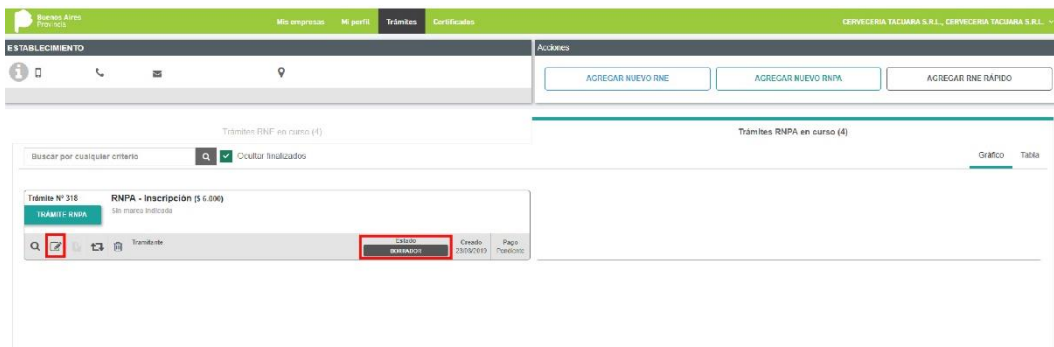 Buenos Aires
Provincia
Mis empresas Mi perfil Trámites Certificados
CERVECERIA TACUARA S.R.L., CERVECERIA TACUARA S.R.L.
ESTABLECIMIENTO
Acciones
AGREGAR NUEVO RNE AGREGAR NUEVO RNPA AGREGAR RNE RÁPIDO
Trámites RNE en curso (4)
Trámites RNPA en curso (4)
Buscar por cualquier criterio
Ocultar finalizados
Gráfico Tabla
Trámite Nº 318 RNPA - Inscripción ($ 6.000)
TRÁMITE RNPA Sin marca indicada
Tramitante
Estado
BORRADOR
Creado
23/09/2019
Pago
Pendiente